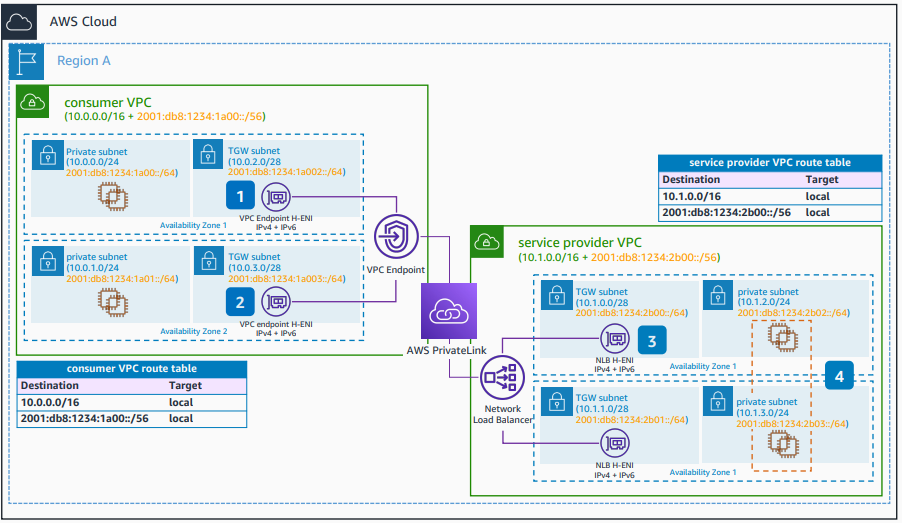 AWS Cloud
Region A
consumer VPC
(10.0.0.0/16 + 2001:db8:1234:1a00::/56)
Private subnet
(10.0.0.0/24
2001:db8:1234:1a00::/64)
TGW subnet
(10.0.2.0/28
2001:db8:1234:1a002::/64)
1
VPC Endpoint H-ENI
IPv4 + IPv6
Availability Zone 1
private subnet
(10.0.1.0/24
2001:db8:1234:1a01::/64)
TGW subnet
(10.0.3.0/28
2001:db8:1234:1a003::/64)
2
VPC endpoint H-ENI
IPv4 + IPv6
Availability Zone 2
VPC Endpoint
AWS PrivateLink
consumer VPC route table
Destination Target
10.0.0.0/16 local
2001:db8:1234:1a00::/56 local
service provider VPC route table
Destination Target
10.1.0.0/16 local
2001:db8:1234:2b00::/56 local
service provider VPC
(10.1.0.0/16 + 2001:db8:1234:2b00::/56)
TGW subnet
(10.1.0.0/28
2001:db8:1234:2b00::/64)
private subnet
(10.1.2.0/24
2001:db8:1234:2b02::/64)
3
NLB H-ENI
IPv4 + IPv6
Availability Zone 1
4
Network
Load Balancer
TGW subnet
(10.1.1.0/28
2001:db8:1234:2b01::/64)
private subnet
(10.1.3.0/24
2001:db8:1234:2b03::/64)
NLB H-ENI
IPv4 + IPv6
Availability Zone 1